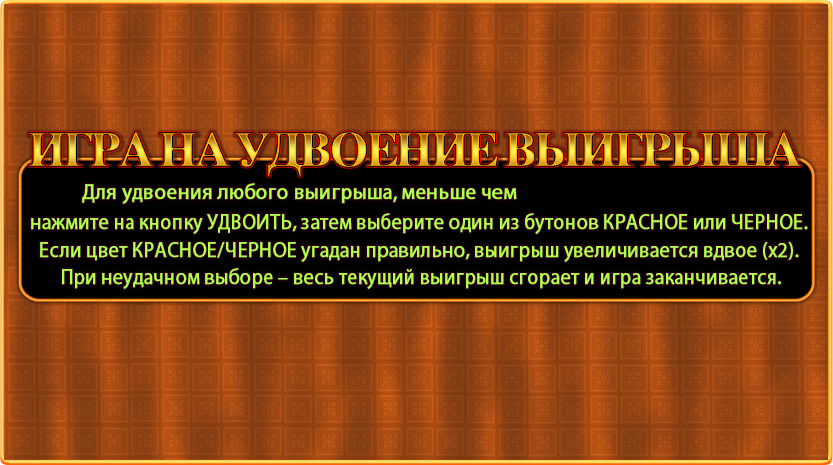 ИГРА НА УДВОЕНИЕ ВЫИГРЫША
Для удвоения любого выигрыша, меньше чем
нажмите на кнопку УДВОИТЬ, затем выберите один из бутонов КРАСНОЕ или ЧЕРНОЕ.
Если цвет КРАСНОЕ/ЧЕРНОЕ угадан правильно, выигрыш увеличивается вдвое (x2).
При неудачном выборе – весь текущий выигрыш сгорает и игра заканчивается.